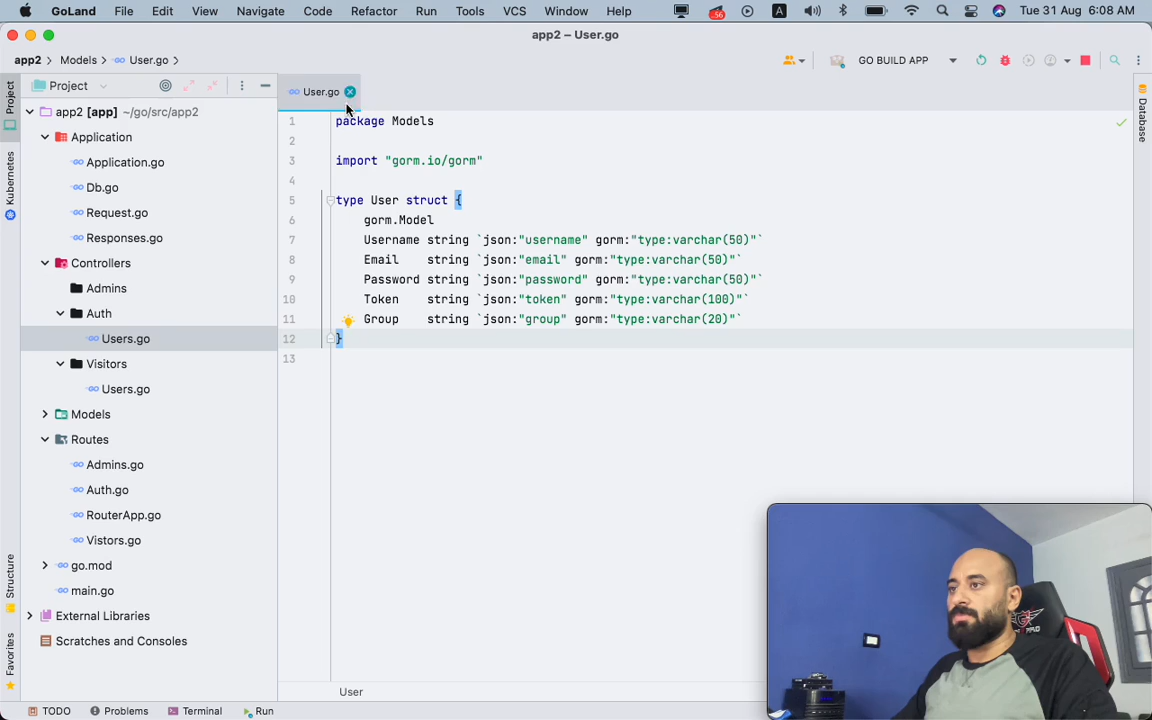 GoLand File Edit View Navigate Code Refactor Run Tools VCS Window Help 56 A Tue 31 Aug 6:08 AM
app2 – User.go
app2 Models User.go GO BUILD APP
Project Project User.go Database
app2 [app] ~/go/src/app2
Application
Application.go
Db.go
Request.go
Responses.go
Controllers
Admins
Auth
Users.go
Visitors
Users.go
Models
Routes
Admins.go
Auth.go
RouterApp.go
Vistors.go
go.mod
main.go
External Libraries
Scratches and Consoles
Kubernetes
Structure
Favorites
1 package Models
2
3 import "gorm.io/gorm"
4
5 type User struct {
6 gorm.Model
7 Username string `json:"username" gorm:"type:varchar(50)"`
8 Email string `json:"email" gorm:"type:varchar(50)"`
9 Password string `json:"password" gorm:"type:varchar(50)"`
10 Token string `json:"token" gorm:"type:varchar(100)"`
11 Group string `json:"group" gorm:"type:varchar(20)"`
12 }
13
User
TODO Problems Terminal Run